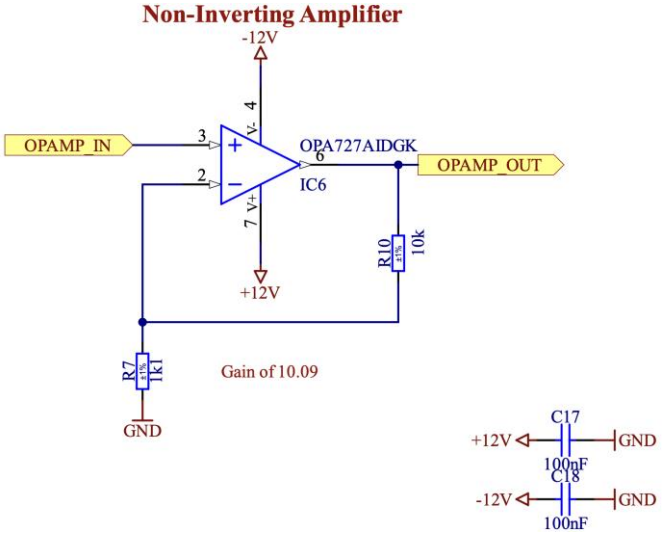 Non-Inverting Amplifier
-12V
4
V-
OPAMP_IN
3
+
OPA727AIDGK
6
OPAMP_OUT
2
−
IC6
V+
7
+12V
R10
±1%
10k
R7
±1%
1k1
Gain of 10.09
GND
C17
+12V
GND
100nF
C18
-12V
GND
100nF